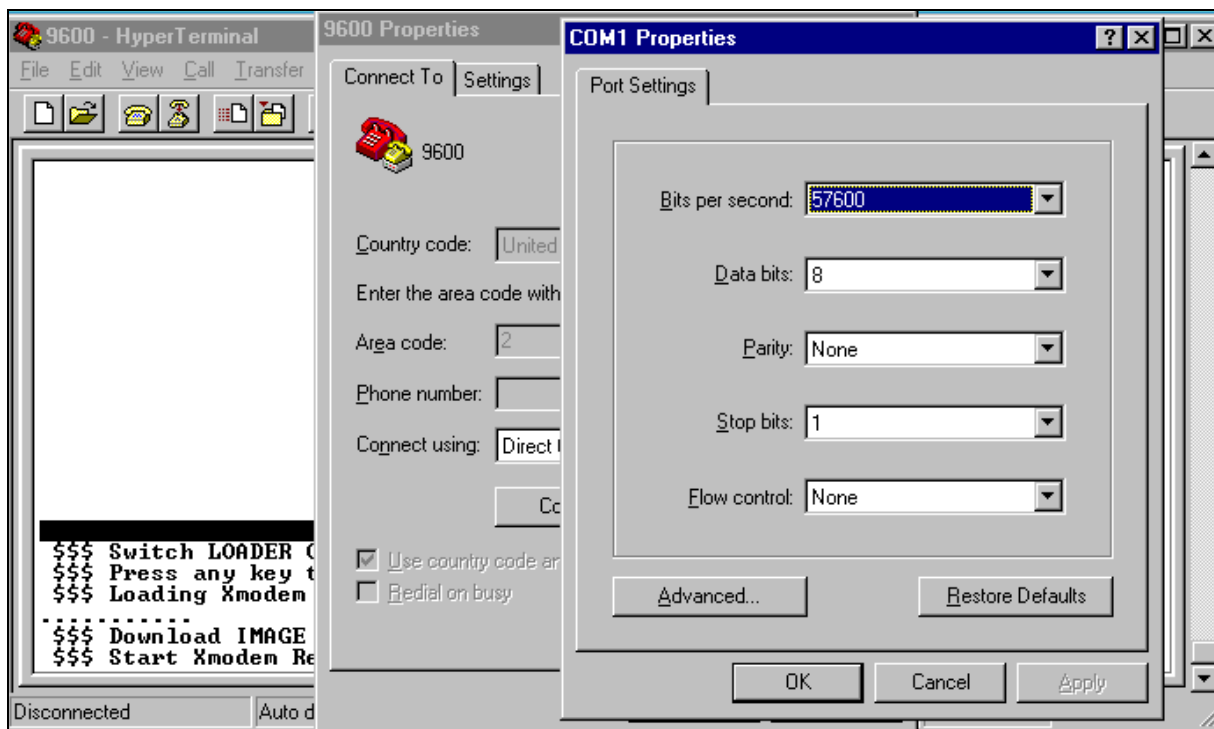 9600 - HyperTerminal
File Edit View Call Transfer
$$$ Switch LOADER
$$$ Press any key
$$$ Loading Xmodem
...........
$$$ Download IMAGE
$$$ Start Xmodem
Disconnected
Auto
9600 Properties
Connect To
Settings
9600
Country code: United
Enter the area code with
Area code: 2
Phone number:
Connect using: Direct
Use country code
Redial on busy
COM1 Properties
Port Settings
Bits per second: 57600
Data bits: 8
Parity: None
Stop bits: 1
Flow control: None
Advanced...
Restore Defaults
OK
Cancel
Apply